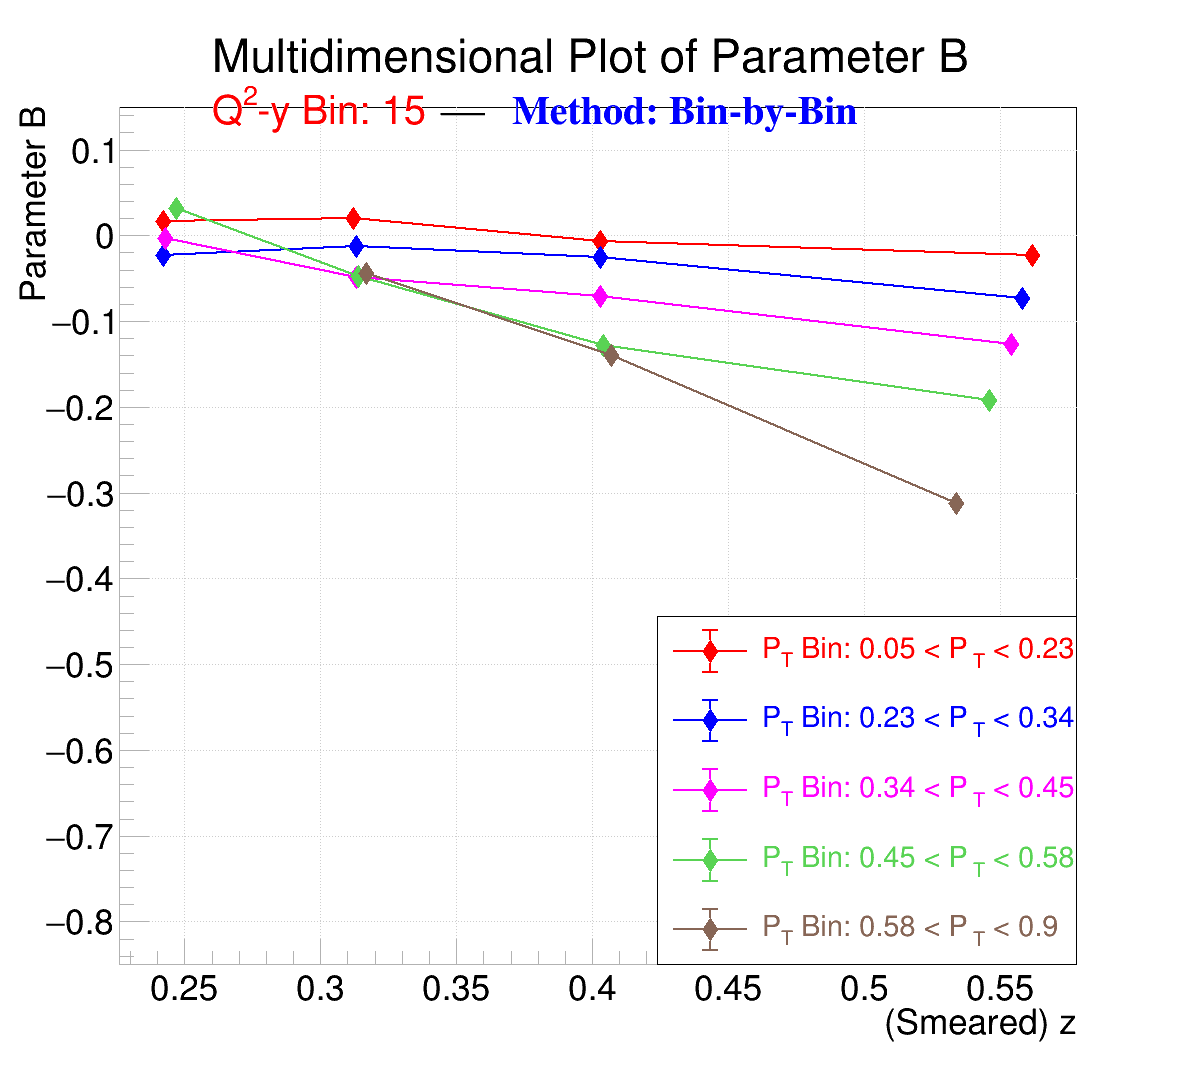 Multidimensional Plot of Parameter B
Q2-y Bin: 15 — Method: Bin-by-Bin
Parameter B
0.1
0
−0.1
−0.2
−0.3
−0.4
−0.5
−0.6
−0.7
−0.8
PT Bin: 0.05 < PT < 0.23
PT Bin: 0.23 < PT < 0.34
PT Bin: 0.34 < PT < 0.45
PT Bin: 0.45 < PT < 0.58
PT Bin: 0.58 < PT < 0.9
0.25 0.3 0.35 0.4 0.45 0.5 0.55
(Smeared) z